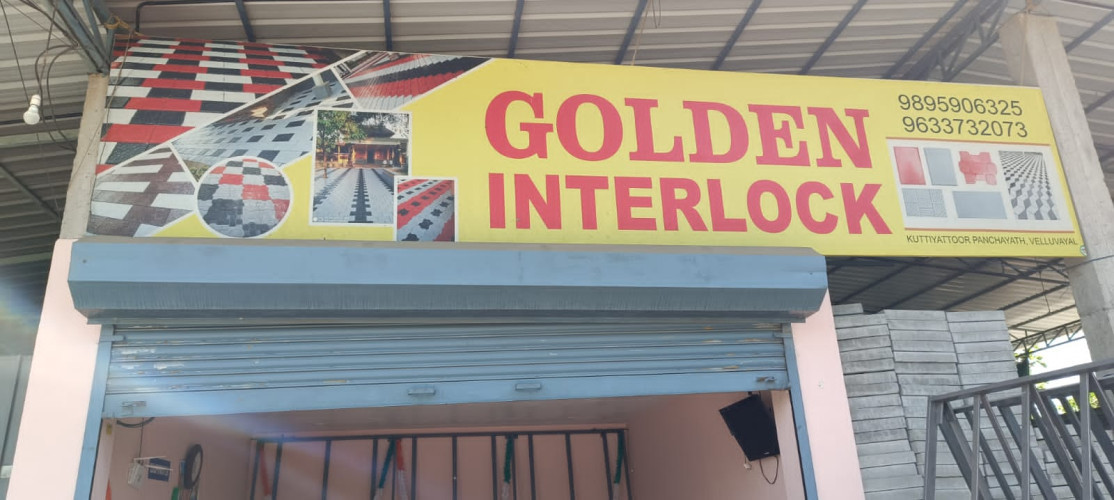 GOLDEN
INTERLOCK
9895906325
9633732073
KUTTIYATTOOR PANCHAYATH, VELLUVAYAL